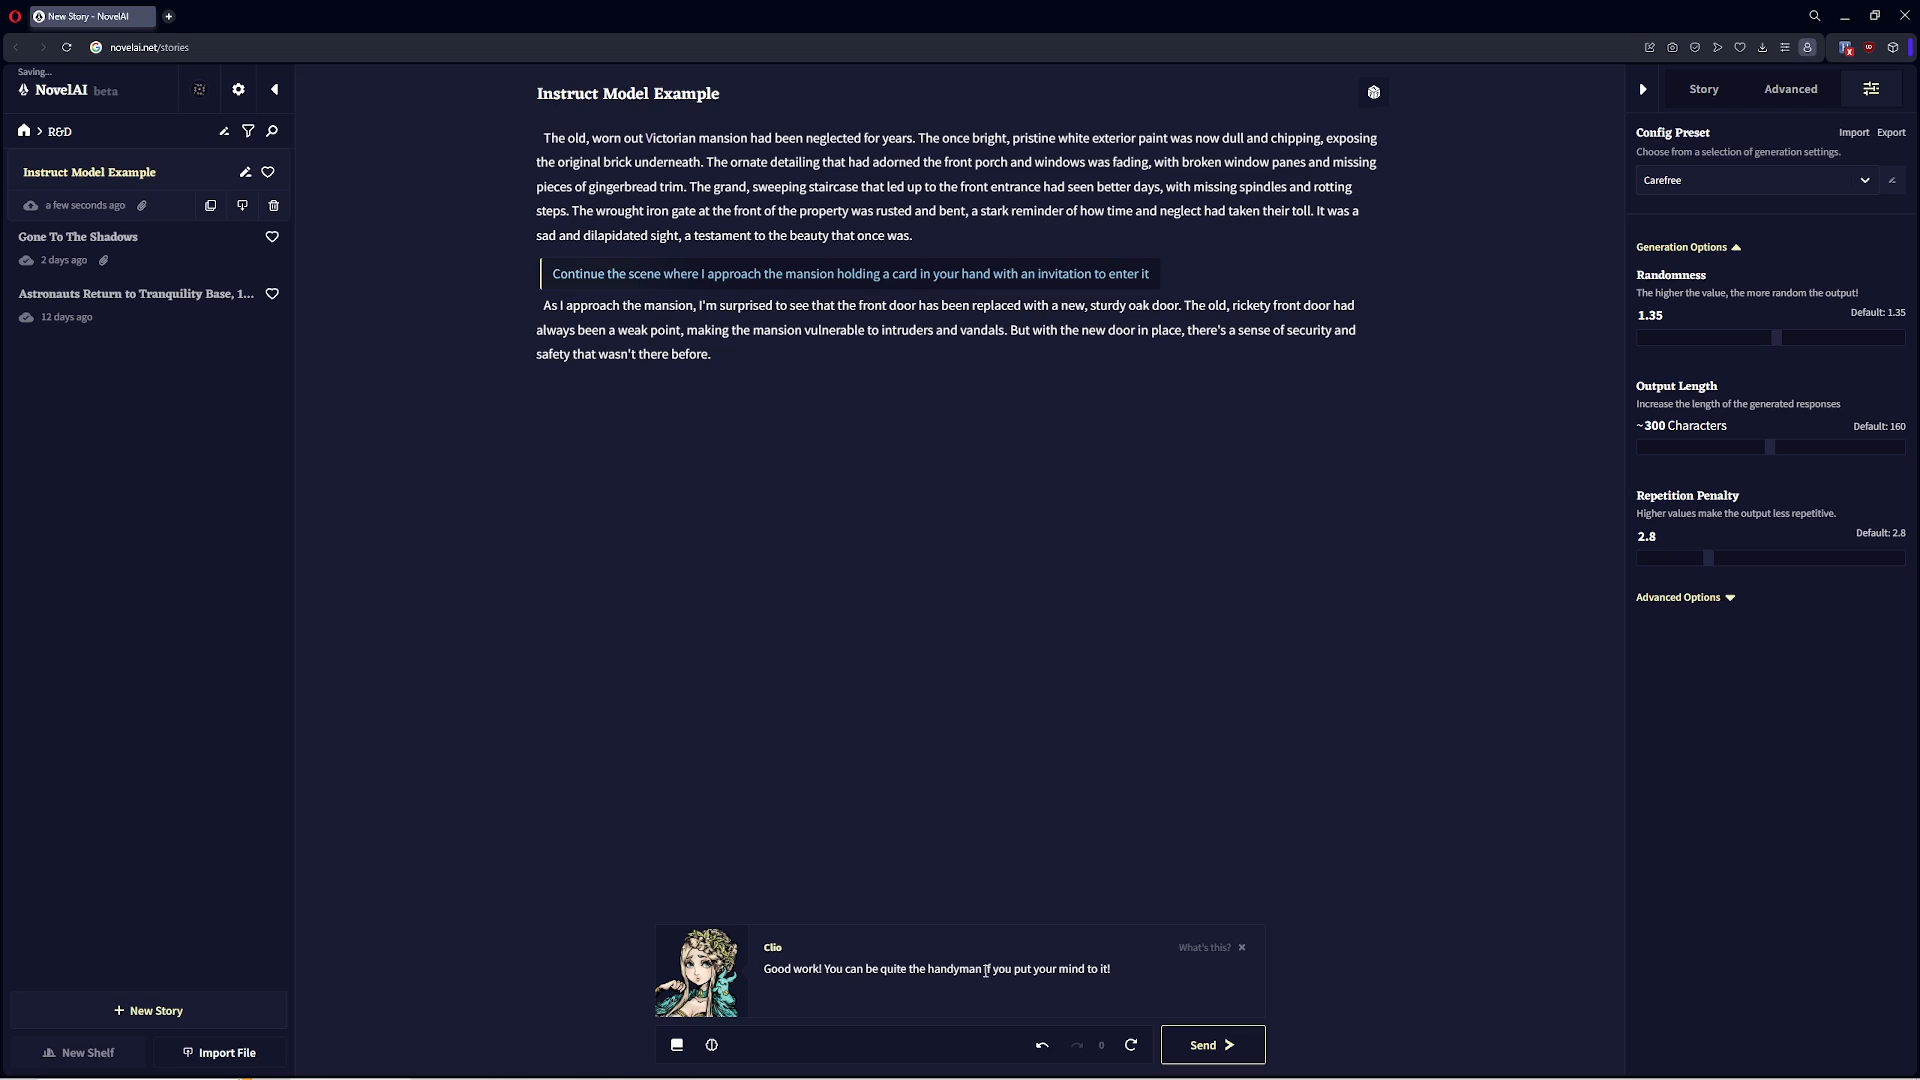 New Story - NovelAI
novelai.net/stories
Saving...
NovelAI beta
R&D
Instruct Model Example
a few seconds ago
Gone To The Shadows
2 days ago
Astronauts Return to Tranquility Base, 1...
12 days ago
+ New Story
New Shelf
Import File
Instruct Model Example
The old, worn out Victorian mansion had been neglected for years. The once bright, pristine white exterior paint was now dull and chipping, exposing
the original brick underneath. The ornate detailing that had adorned the front porch and windows was fading, with broken window panes and missing
pieces of gingerbread trim. The grand, sweeping staircase that led up to the front entrance had seen better days, with missing spindles and rotting
steps. The wrought iron gate at the front of the property was rusted and bent, a stark reminder of how time and neglect had taken their toll. It was a
sad and dilapidated sight, a testament to the beauty that once was.
Continue the scene where I approach the mansion holding a card in your hand with an invitation to enter it
As I approach the mansion, I'm surprised to see that the front door has been replaced with a new, sturdy oak door. The old, rickety front door had
always been a weak point, making the mansion vulnerable to intruders and vandals. But with the new door in place, there's a sense of security and
safety that wasn't there before.
Clio
What's this?
Good work! You can be quite the handyman if you put your mind to it!
0
Send
Story
Advanced
Config Preset
Import Export
Choose from a selection of generation settings.
Carefree
Generation Options
Randomness
The higher the value, the more random the output!
1.35
Default: 1.35
Output Length
Increase the length of the generated responses
~300 Characters
Default: 160
Repetition Penalty
Higher values make the output less repetitive.
2.8
Default: 2.8
Advanced Options